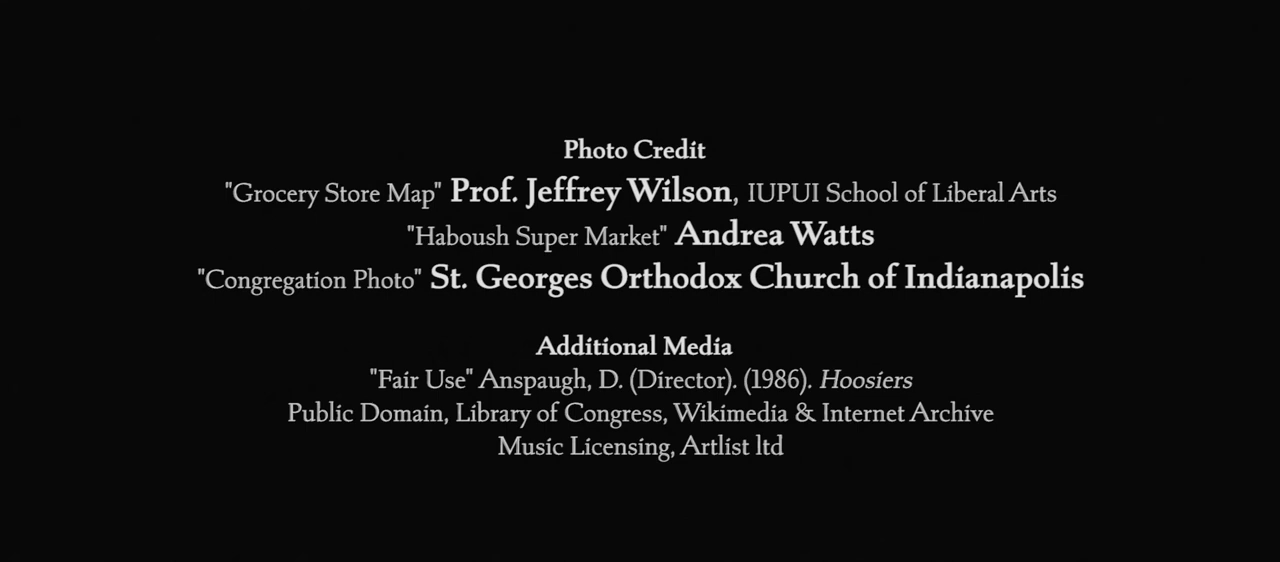 Photo Credit
"Grocery Store Map" Prof. Jeffrey Wilson, IUPUI School of Liberal Arts
"Haboush Super Market" Andrea Watts
"Congregation Photo" St. Georges Orthodox Church of Indianapolis
Additional Media
"Fair Use" Anspaugh, D. (Director). (1986). Hoosiers
Public Domain, Library of Congress, Wikimedia & Internet Archive
Music Licensing, Artlist ltd